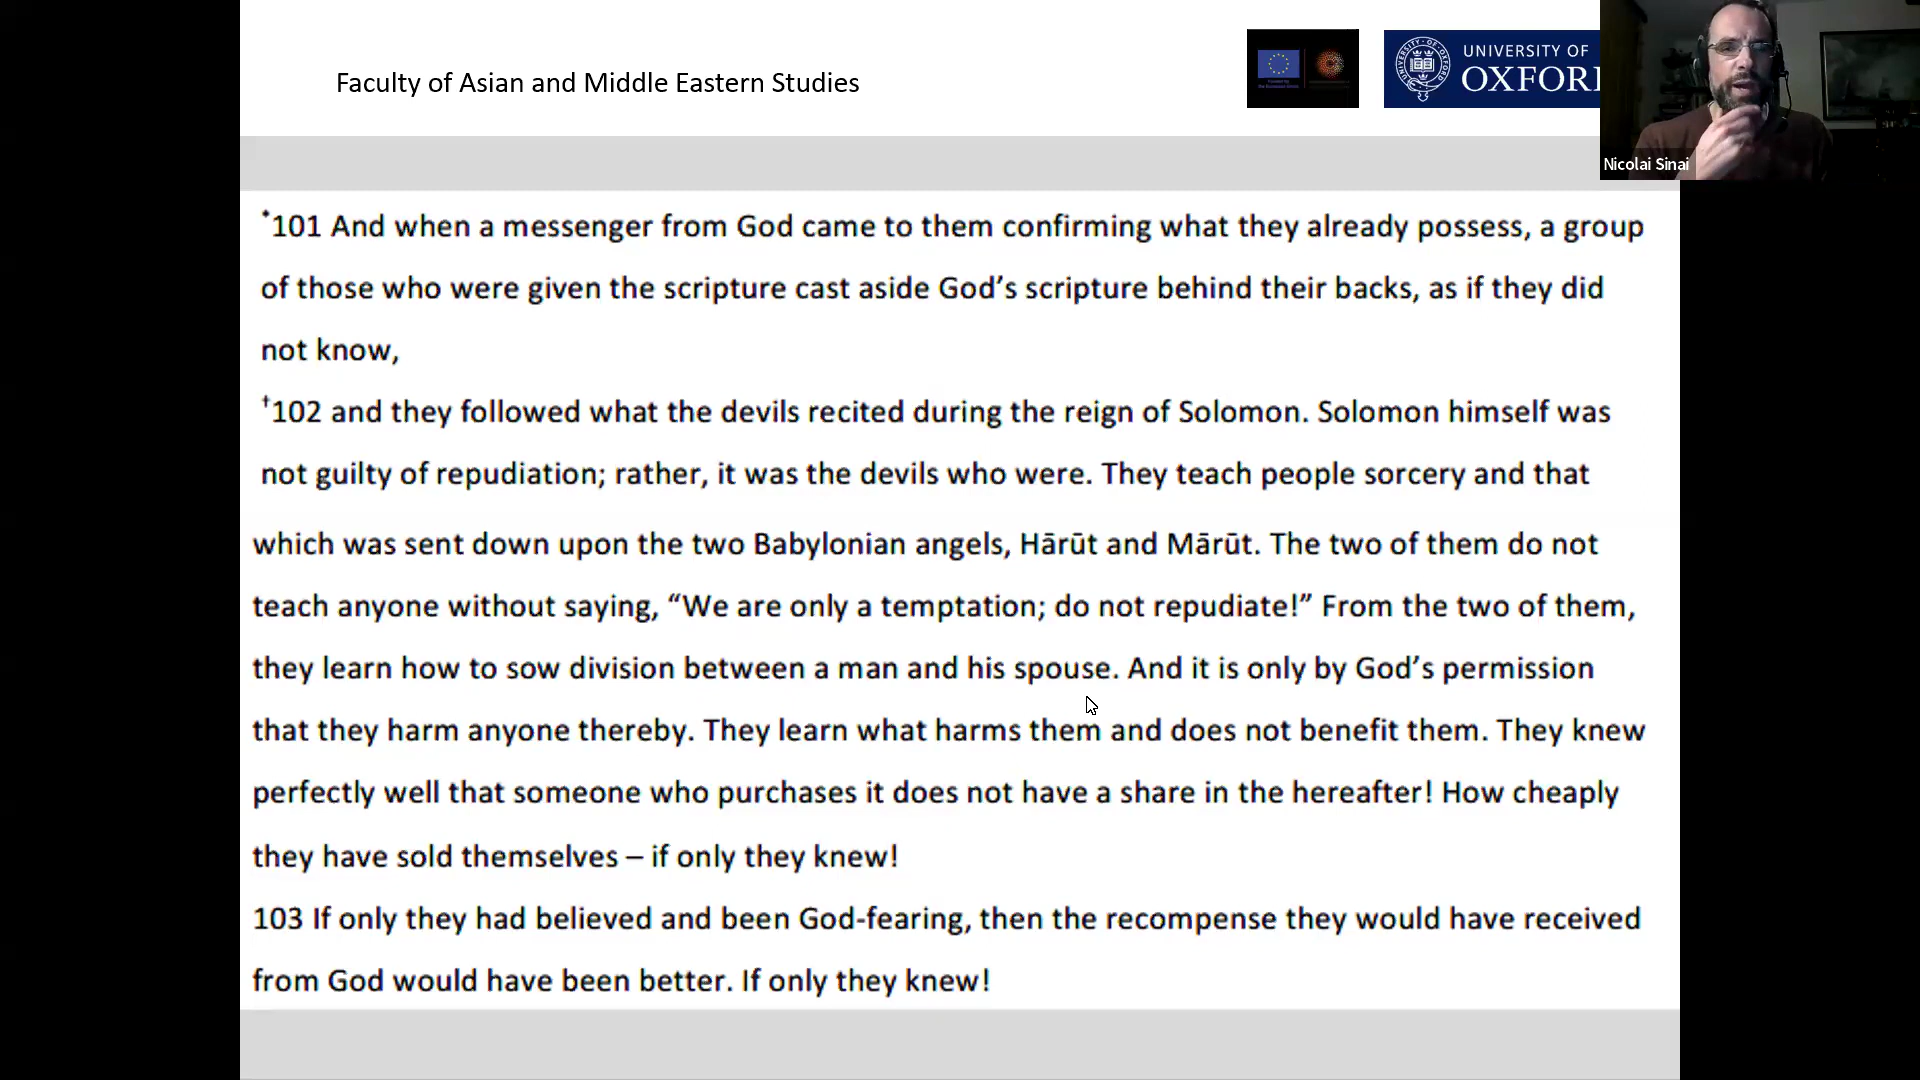 Faculty of Asian and Middle Eastern Studies
UNIVERSITY OF
OXFOR
Nicolai Sinai
*101 And when a messenger from God came to them confirming what they already possess, a group
of those who were given the scripture cast aside God’s scripture behind their backs, as if they did
not know,
†102 and they followed what the devils recited during the reign of Solomon. Solomon himself was
not guilty of repudiation; rather, it was the devils who were. They teach people sorcery and that
which was sent down upon the two Babylonian angels, Hārūt and Mārūt. The two of them do not
teach anyone without saying, “We are only a temptation; do not repudiate!” From the two of them,
they learn how to sow division between a man and his spouse. And it is only by God’s permission
that they harm anyone thereby. They learn what harms them and does not benefit them. They knew
perfectly well that someone who purchases it does not have a share in the hereafter! How cheaply
they have sold themselves – if only they knew!
103 If only they had believed and been God-fearing, then the recompense they would have received
from God would have been better. If only they knew!